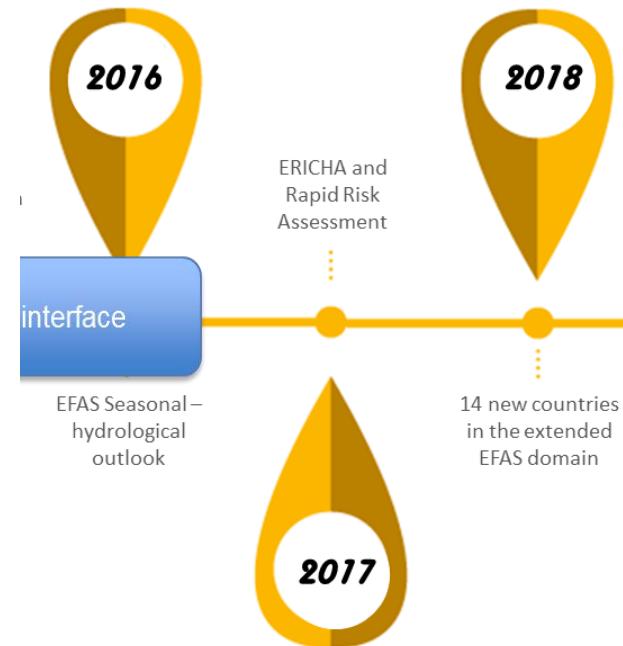 2016
2018
ERICHA and
Rapid Risk
Assessment
interface
EFAS Seasonal –
hydrological
outlook
14 new countries
in the extended
EFAS domain
2017